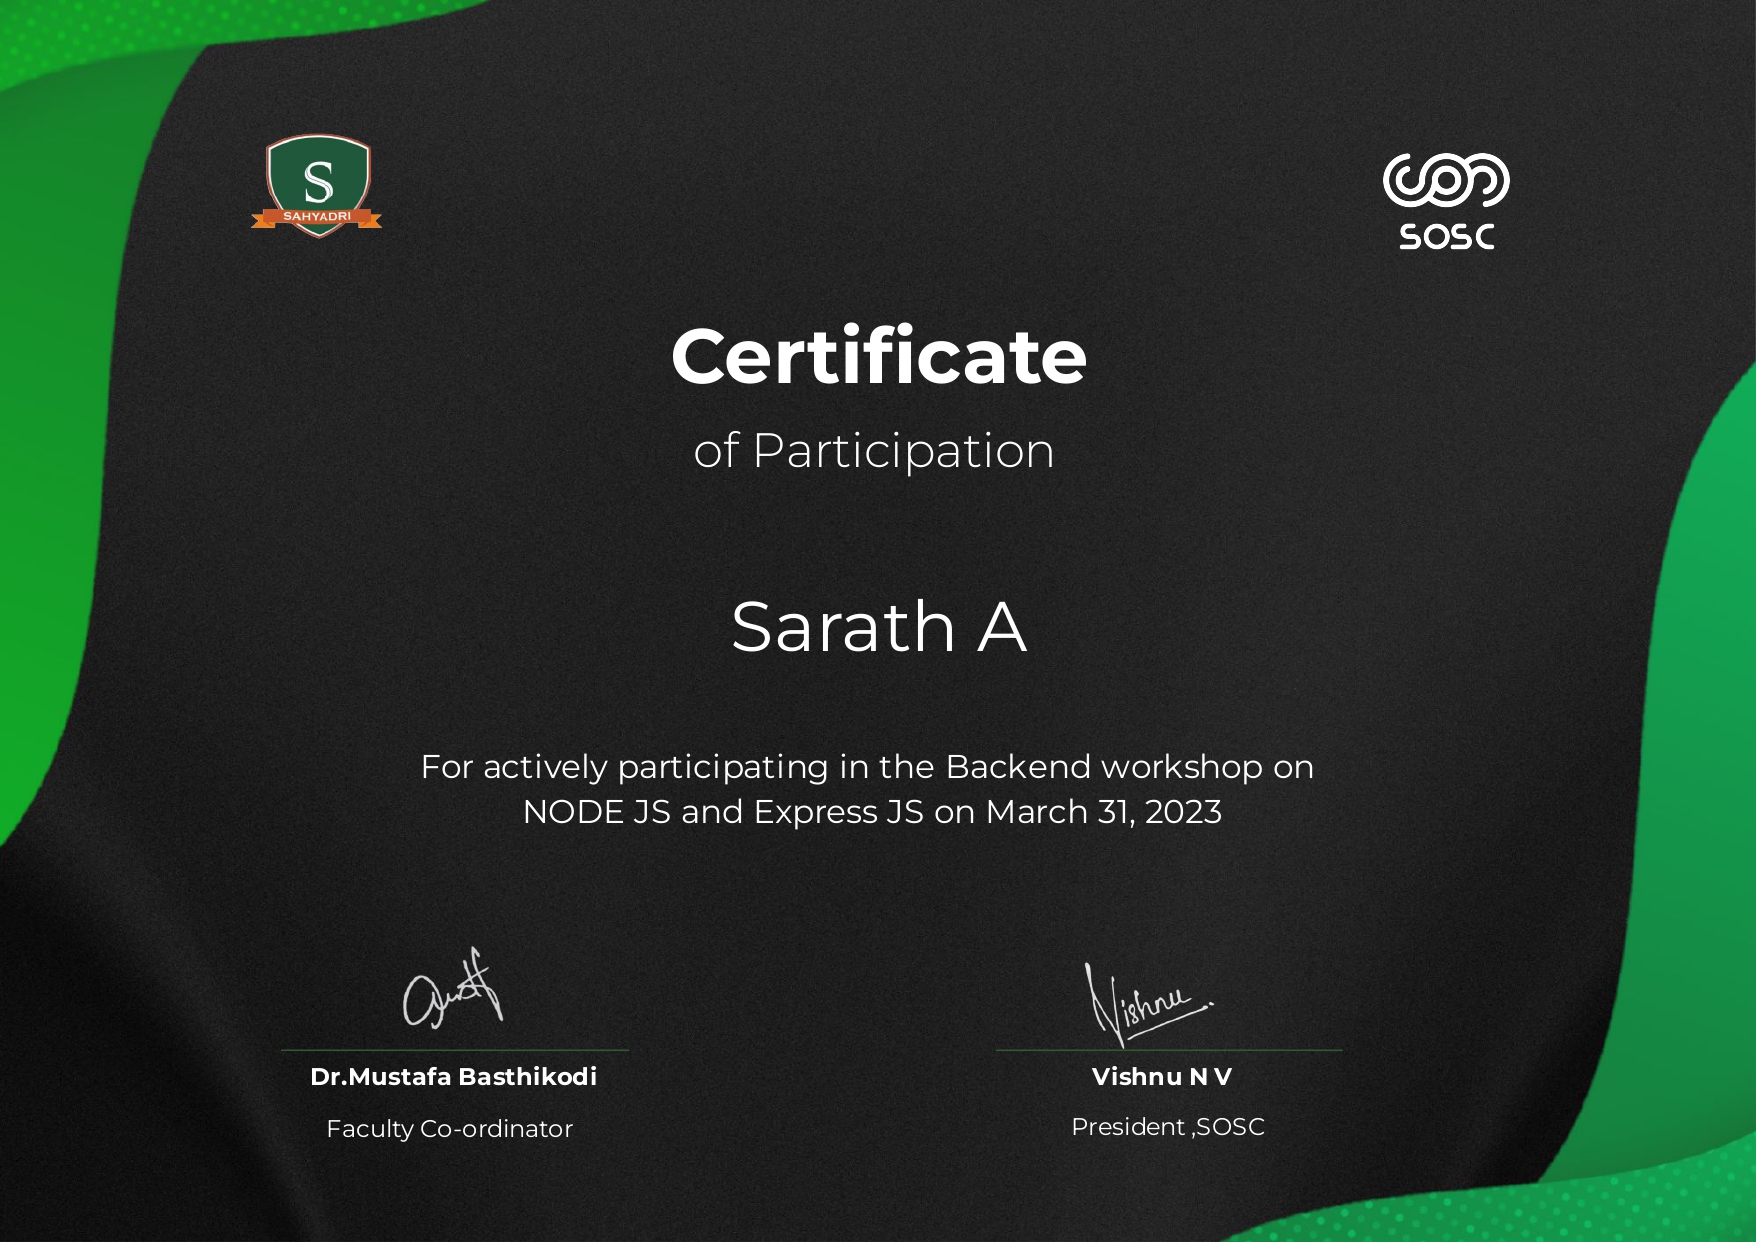 S
SAHYADRI
SOSC
Certificate
of Participation
Sarath A
For actively participating in the Backend workshop on
NODE JS and Express JS on March 31, 2023
Vishnu
Dr.Mustafa Basthikodi
Vishnu N V
Faculty Co-ordinator
President ,SOSC